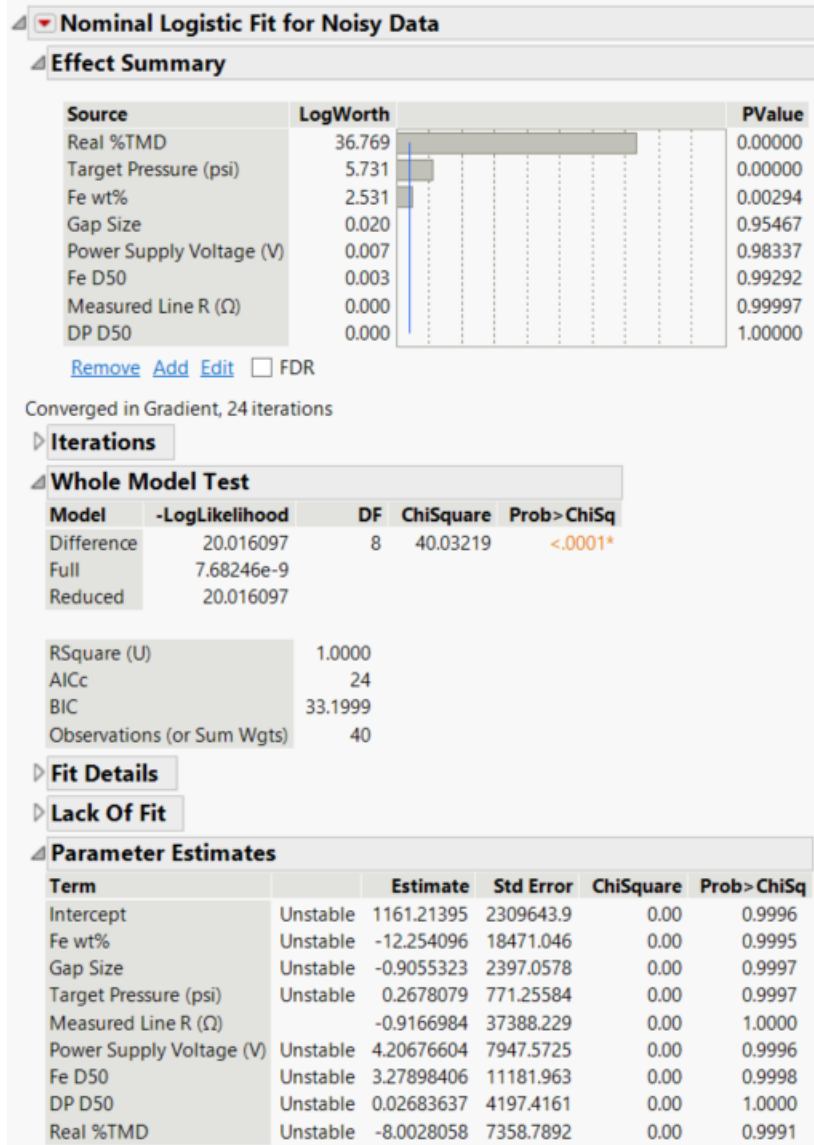 Nominal Logistic Fit for Noisy Data
Effect Summary
Source LogWorth PValue
Real %TMD 36.769 0.00000
Target Pressure (psi) 5.731 0.00000
Fe wt% 2.531 0.00294
Gap Size 0.020 0.95467
Power Supply Voltage (V) 0.007 0.98337
Fe D50 0.003 0.99292
Measured Line R (Ω) 0.000 0.99997
DP D50 0.000 1.00000
Remove Add Edit FDR
Converged in Gradient, 24 iterations
Iterations
Whole Model Test
Model -LogLikelihood DF ChiSquare Prob>ChiSq
Difference 20.016097 8 40.03219 <.0001*
Full 7.68246e-9
Reduced 20.016097
RSquare (U) 1.0000
AICc 24
BIC 33.1999
Observations (or Sum Wgts) 40
Fit Details
Lack Of Fit
Parameter Estimates
Term Estimate Std Error ChiSquare Prob>ChiSq
Intercept Unstable 1161.21395 2309643.9 0.00 0.9996
Fe wt% Unstable -12.254096 18471.046 0.00 0.9995
Gap Size Unstable -0.9055323 2397.0578 0.00 0.9997
Target Pressure (psi) Unstable 0.2678079 771.25584 0.00 0.9997
Measured Line R (Ω) -0.9166984 37388.229 0.00 1.0000
Power Supply Voltage (V) Unstable 4.20676604 7947.5725 0.00 0.9996
Fe D50 Unstable 3.27898406 11181.963 0.00 0.9998
DP D50 Unstable 0.02683637 4197.4161 0.00 1.0000
Real %TMD Unstable -8.0028058 7358.7892 0.00 0.9991